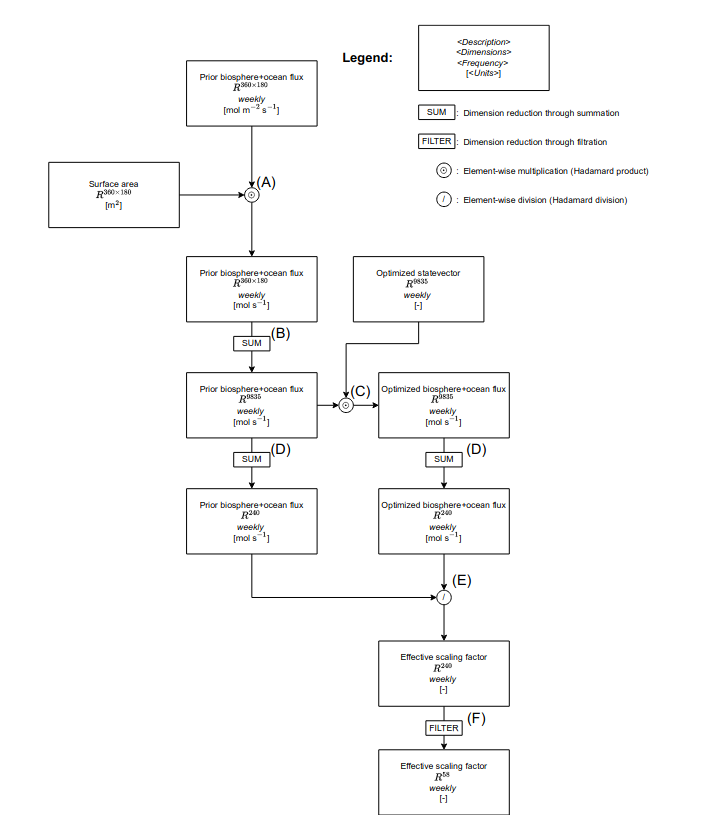 Legend:
<Description>
<Dimensions>
<Frequency>
[<Units>]
SUM : Dimension reduction through summation
FILTER : Dimension reduction through filtration
⊙ : Element-wise multiplication (Hadamard product)
/ : Element-wise division (Hadamard division)
Prior biosphere+ocean flux
R^{360×180}
weekly
[mol m^{−2} s^{−1}]
Surface area
R^{360×180}
[m^{2}]
⊙
(A)
Prior biosphere+ocean flux
R^{360×180}
weekly
[mol s^{−1}]
Optimized statevector
R^{9835}
weekly
[-]
SUM
(B)
Prior biosphere+ocean flux
R^{9835}
weekly
[mol s^{−1}]
⊙
(C)
Optimized biosphere+ocean flux
R^{9835}
weekly
[mol s^{−1}]
SUM
(D)
SUM
(D)
Prior biosphere+ocean flux
R^{240}
weekly
[mol s^{−1}]
Optimized biosphere+ocean flux
R^{240}
weekly
[mol s^{−1}]
/
(E)
Effective scaling factor
R^{240}
weekly
[-]
FILTER
(F)
Effective scaling factor
R^{58}
weekly
[-]